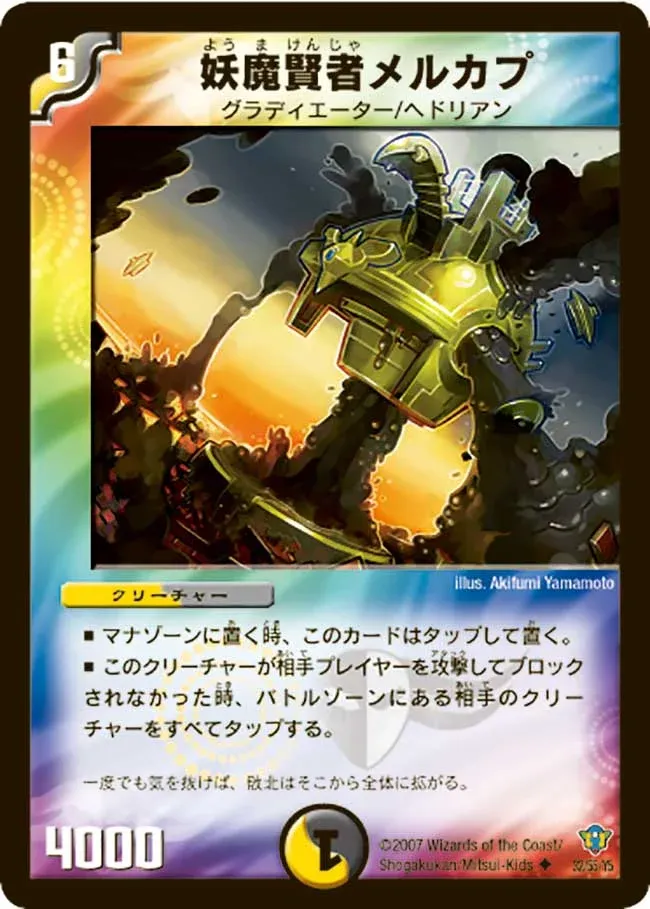 6
よう ま けんじゃ
妖魔賢者メルカプ
グラディエーター/ヘドリアン
illus. Akifumi Yamamoto
クリーチャー
■ マナゾーンに置く時、このカードはタップして置く。
■ このクリーチャーが相手プレイヤーを攻撃してブロック
されなかった時、バトルゾーンにある相手のクリー
チャーをすべてタップする。
一度でも気を抜けば、敗北はそこから全体に拡がる。
4000
1
©2007 Wizards of the Coast/
Shogakukan/Mitsui-Kids ◆ 32/55 Y5